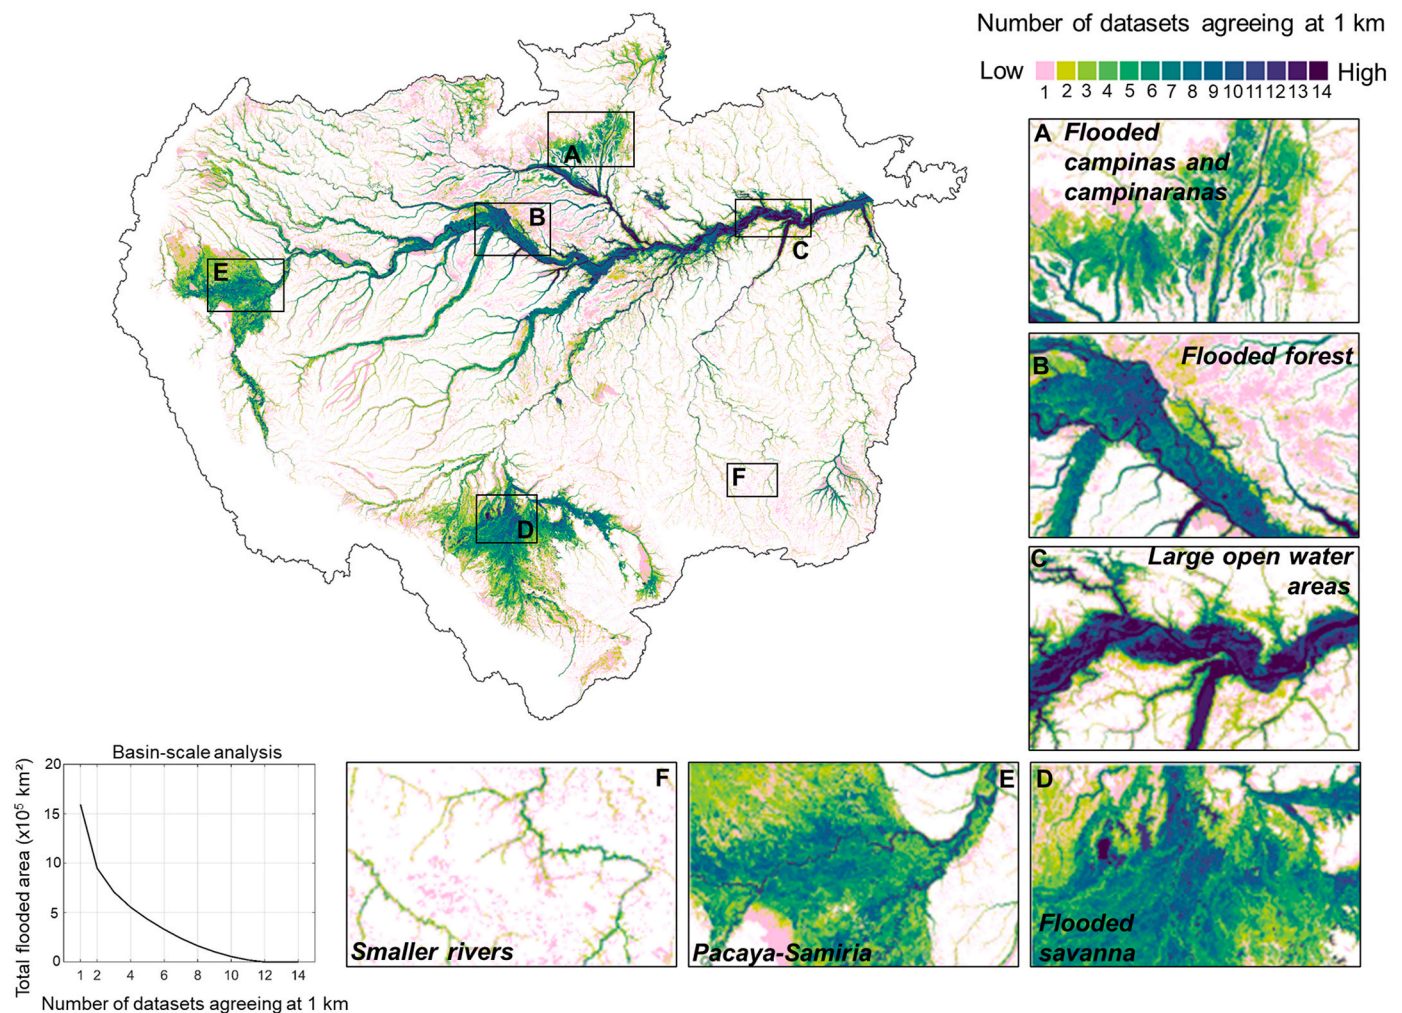 Number of datasets agreeing at 1 km
Low High
1 2 3 4 5 6 7 8 9 10 11 12 13 14
A
B
C
D
E
F
A Flooded
campinas and
campinaranas
B Flooded forest
C Large open water
areas
D
Flooded
savanna
E
Pacaya-Samiria
F
Smaller rivers
Basin-scale analysis
Total flooded area (x10⁵ km²)
20
15
10
5
0
1 2 4 6 8 10 12 14
Number of datasets agreeing at 1 km